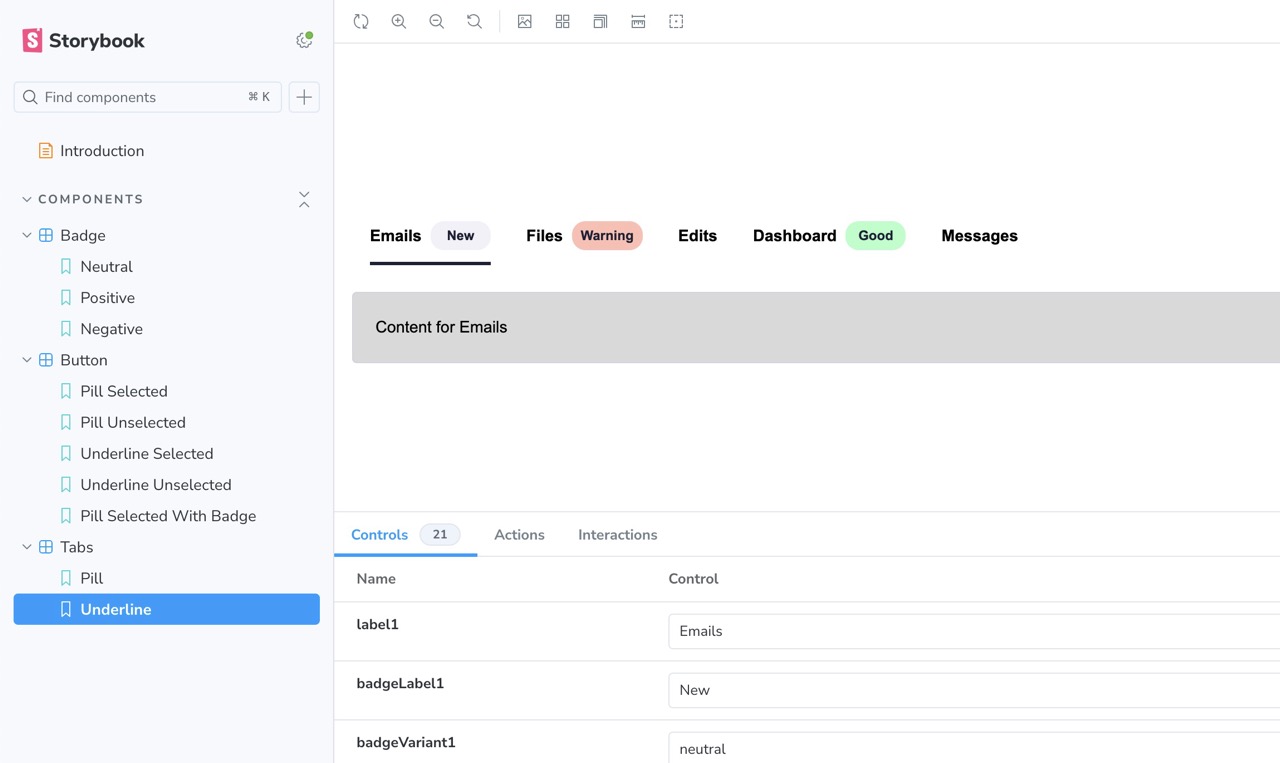 Storybook
Find components ⌘ K
Introduction
COMPONENTS
Badge
Neutral
Positive
Negative
Button
Pill Selected
Pill Unselected
Underline Selected
Underline Unselected
Pill Selected With Badge
Tabs
Pill
Underline
Emails New Files Warning Edits Dashboard Good Messages
Content for Emails
Controls 21 Actions Interactions
Name Control
label1 Emails
badgeLabel1 New
badgeVariant1 neutral